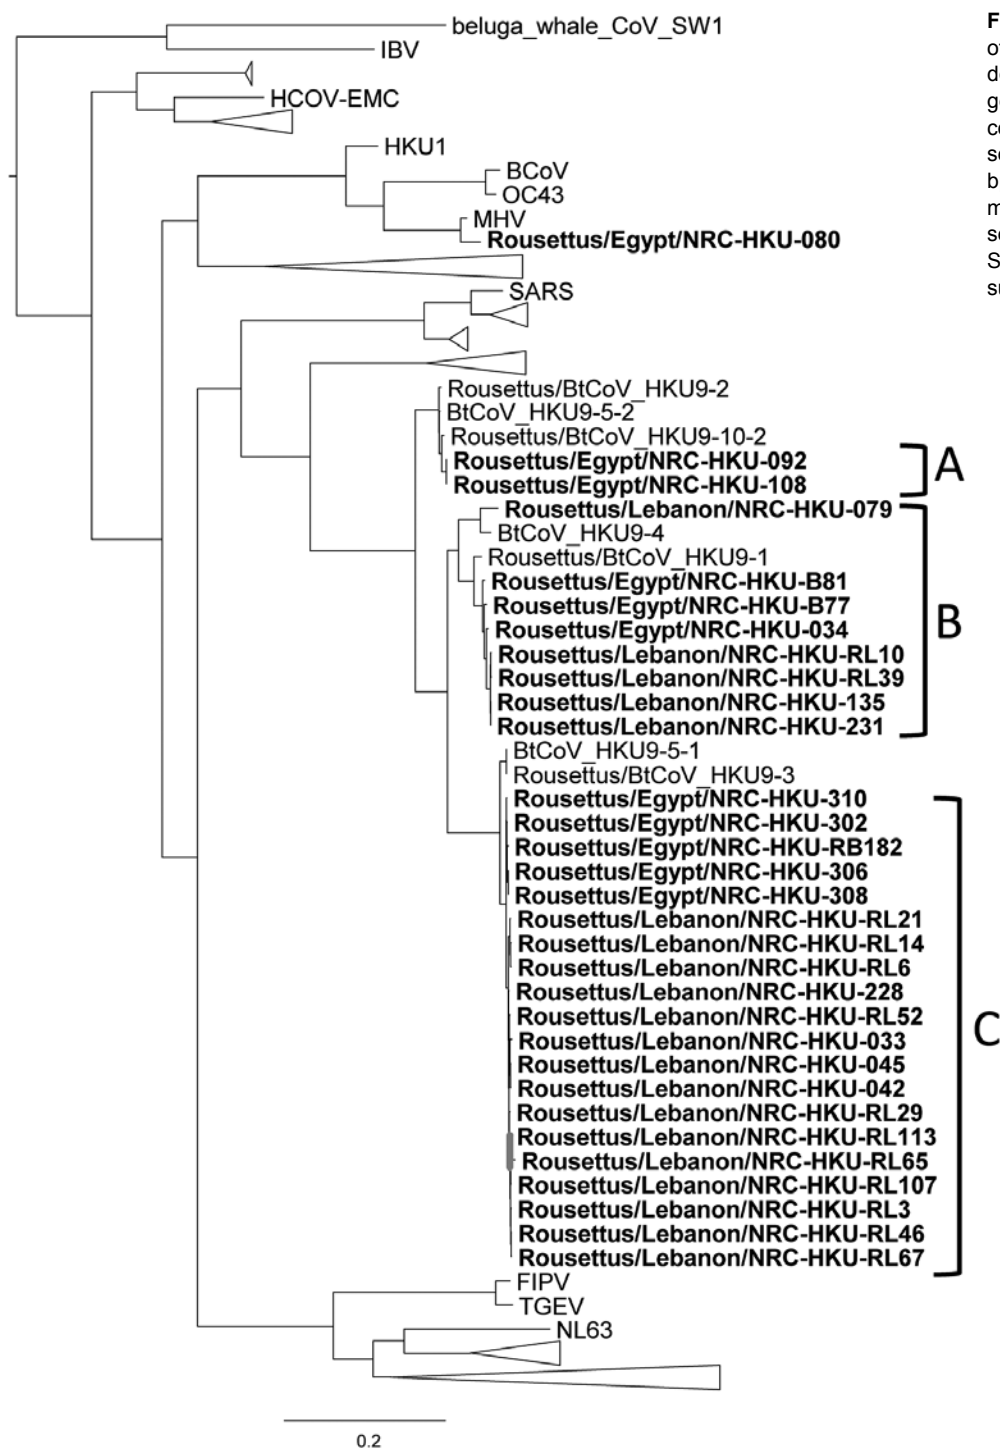 beluga_whale_CoV_SW1
IBV
HCOV-EMC
HKU1
BCoV
OC43
MHV
Rousettus/Egypt/NRC-HKU-080
SARS
Rousettus/BtCoV_HKU9-2
BtCoV_HKU9-5-2
Rousettus/BtCoV_HKU9-10-2
Rousettus/Egypt/NRC-HKU-092
Rousettus/Egypt/NRC-HKU-108
A
Rousettus/Lebanon/NRC-HKU-079
BtCoV_HKU9-4
Rousettus/BtCoV_HKU9-1
Rousettus/Egypt/NRC-HKU-B81
Rousettus/Egypt/NRC-HKU-B77
Rousettus/Egypt/NRC-HKU-034
Rousettus/Lebanon/NRC-HKU-RL10
Rousettus/Lebanon/NRC-HKU-RL39
Rousettus/Lebanon/NRC-HKU-135
Rousettus/Lebanon/NRC-HKU-231
B
BtCoV_HKU9-5-1
Rousettus/BtCoV_HKU9-3
Rousettus/Egypt/NRC-HKU-310
Rousettus/Egypt/NRC-HKU-302
Rousettus/Egypt/NRC-HKU-RB182
Rousettus/Egypt/NRC-HKU-306
Rousettus/Egypt/NRC-HKU-308
Rousettus/Lebanon/NRC-HKU-RL21
Rousettus/Lebanon/NRC-HKU-RL14
Rousettus/Lebanon/NRC-HKU-RL6
Rousettus/Lebanon/NRC-HKU-228
Rousettus/Lebanon/NRC-HKU-RL52
Rousettus/Lebanon/NRC-HKU-033
Rousettus/Lebanon/NRC-HKU-045
Rousettus/Lebanon/NRC-HKU-042
Rousettus/Lebanon/NRC-HKU-RL29
Rousettus/Lebanon/NRC-HKU-RL113
Rousettus/Lebanon/NRC-HKU-RL65
Rousettus/Lebanon/NRC-HKU-RL107
Rousettus/Lebanon/NRC-HKU-RL3
Rousettus/Lebanon/NRC-HKU-RL46
Rousettus/Lebanon/NRC-HKU-RL67
C
FIPV
TGEV
NL63
0.2